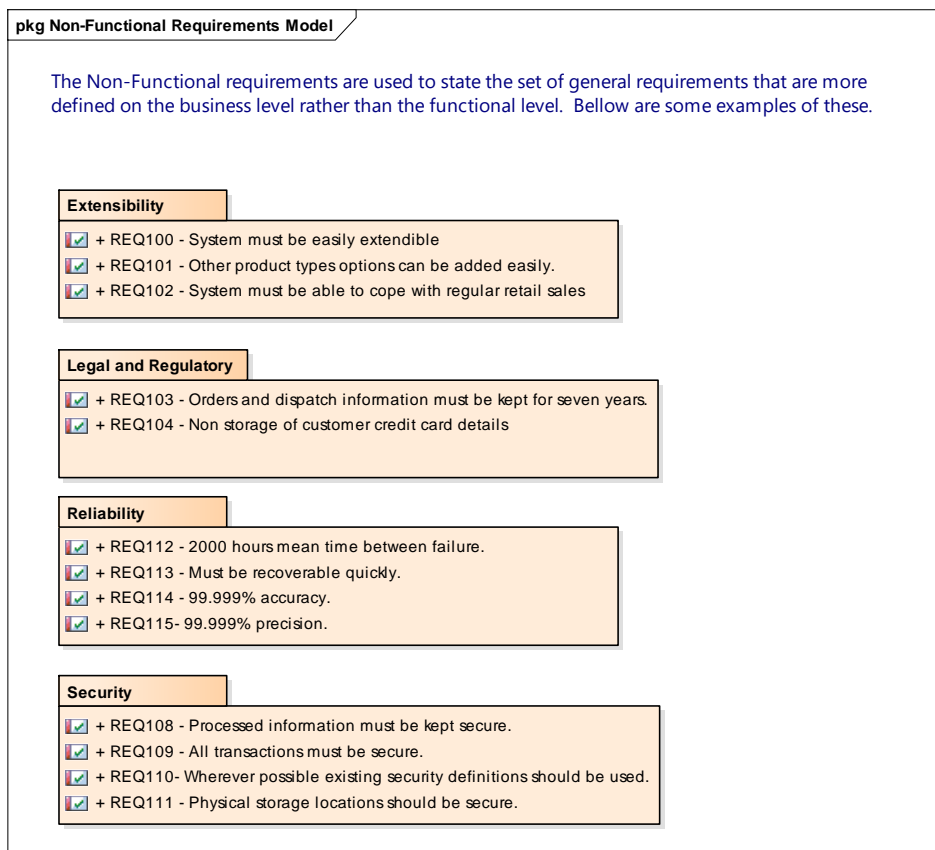 pkg Non-Functional Requirements Model
The Non-Functional requirements are used to state the set of general requirements that are more
defined on the business level rather than the functional level.  Bellow are some examples of these.
Extensibility
+ REQ100 - System must be easily extendible
+ REQ101 - Other product types options can be added easily.
+ REQ102 - System must be able to cope with regular retail sales
Legal and Regulatory
+ REQ103 - Orders and dispatch information must be kept for seven years.
+ REQ104 - Non storage of customer credit card details
Reliability
+ REQ112 - 2000 hours mean time between failure.
+ REQ113 - Must be recoverable quickly.
+ REQ114 - 99.999% accuracy.
+ REQ115- 99.999% precision.
Security
+ REQ108 - Processed information must be kept secure.
+ REQ109 - All transactions must be secure.
+ REQ110- Wherever possible existing security definitions should be used.
+ REQ111 - Physical storage locations should be secure.